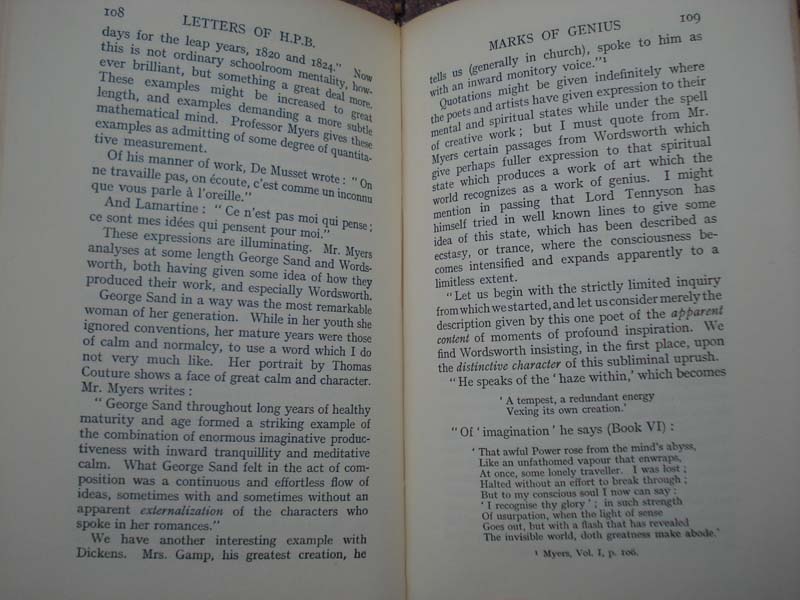 108 LETTERS OF H.P.B.
days for the leap years, 1820 and 1824." Now
this is not ordinary schoolroom mentality, how-
ever brilliant, but something a great deal more.
These examples might be increased to great
length, and examples demanding a more subtle
mathematical mind. Professor Myers gives these
examples as admitting of some degree of quantita-
tive measurement.
Of his manner of work, De Musset wrote: "On
ne travaille pas, on écoute, c'est comme un inconnu
que vous parle à l'oreille."
And Lamartine: "Ce n'est pas moi qui pense;
ce sont mes idées qui pensent pour moi."
These expressions are illuminating. Mr. Myers
analyses at some length George Sand and Words-
worth, both having given some idea of how they
produced their work, and especially Wordsworth.
George Sand in a way was the most remarkable
woman of her generation. While in her youth she
ignored conventions, her mature years were those
of calm and normalcy, to use a word which I do
not very much like. Her portrait by Thomas
Couture shows a face of great calm and character.
Mr. Myers writes:
"George Sand throughout long years of healthy
maturity and age formed a striking example of
the combination of enormous imaginative produc-
tiveness with inward tranquillity and meditative
calm. What George Sand felt in the act of com-
position was a continuous and effortless flow of
ideas, sometimes with and sometimes without an
apparent externalization of the characters who
spoke in her romances."
We have another interesting example with
Dickens. Mrs. Gamp, his greatest creation, he
MARKS OF GENIUS 109
tells us (generally in church), spoke to him as
with an inward monitory voice."¹
Quotations might be given indefinitely where
the poets and artists have given expression to their
mental and spiritual states while under the spell
of creative work; but I must quote from Mr.
Myers certain passages from Wordsworth which
give perhaps fuller expression to that spiritual
state which produces a work of art which the
world recognizes as a work of genius. I might
mention in passing that Lord Tennyson has
himself tried in well known lines to give some
idea of this state, which has been described as
ecstasy, or trance, where the consciousness be-
comes intensified and expands apparently to a
limitless extent.
"Let us begin with the strictly limited inquiry
from which we started, and let us consider merely the
description given by this one poet of the apparent
content of moments of profound inspiration. We
find Wordsworth insisting, in the first place, upon
the distinctive character of this subliminal uprush.
"He speaks of the 'haze within,' which becomes
'A tempest, a redundant energy
Vexing its own creation.'
"Of 'imagination' he says (Book VI):
'That awful Power rose from the mind's abyss,
Like an unfathomed vapour that enwraps,
At once, some lonely traveller. I was lost;
Halted without an effort to break through;
But to my conscious soul I now can say:
'I recognise thy glory'; in such strength
Of usurpation, when the light of sense
Goes out, but with a flash that has revealed
The invisible world, doth greatness make abode.'
¹ Myers, Vol. I, p. 106.